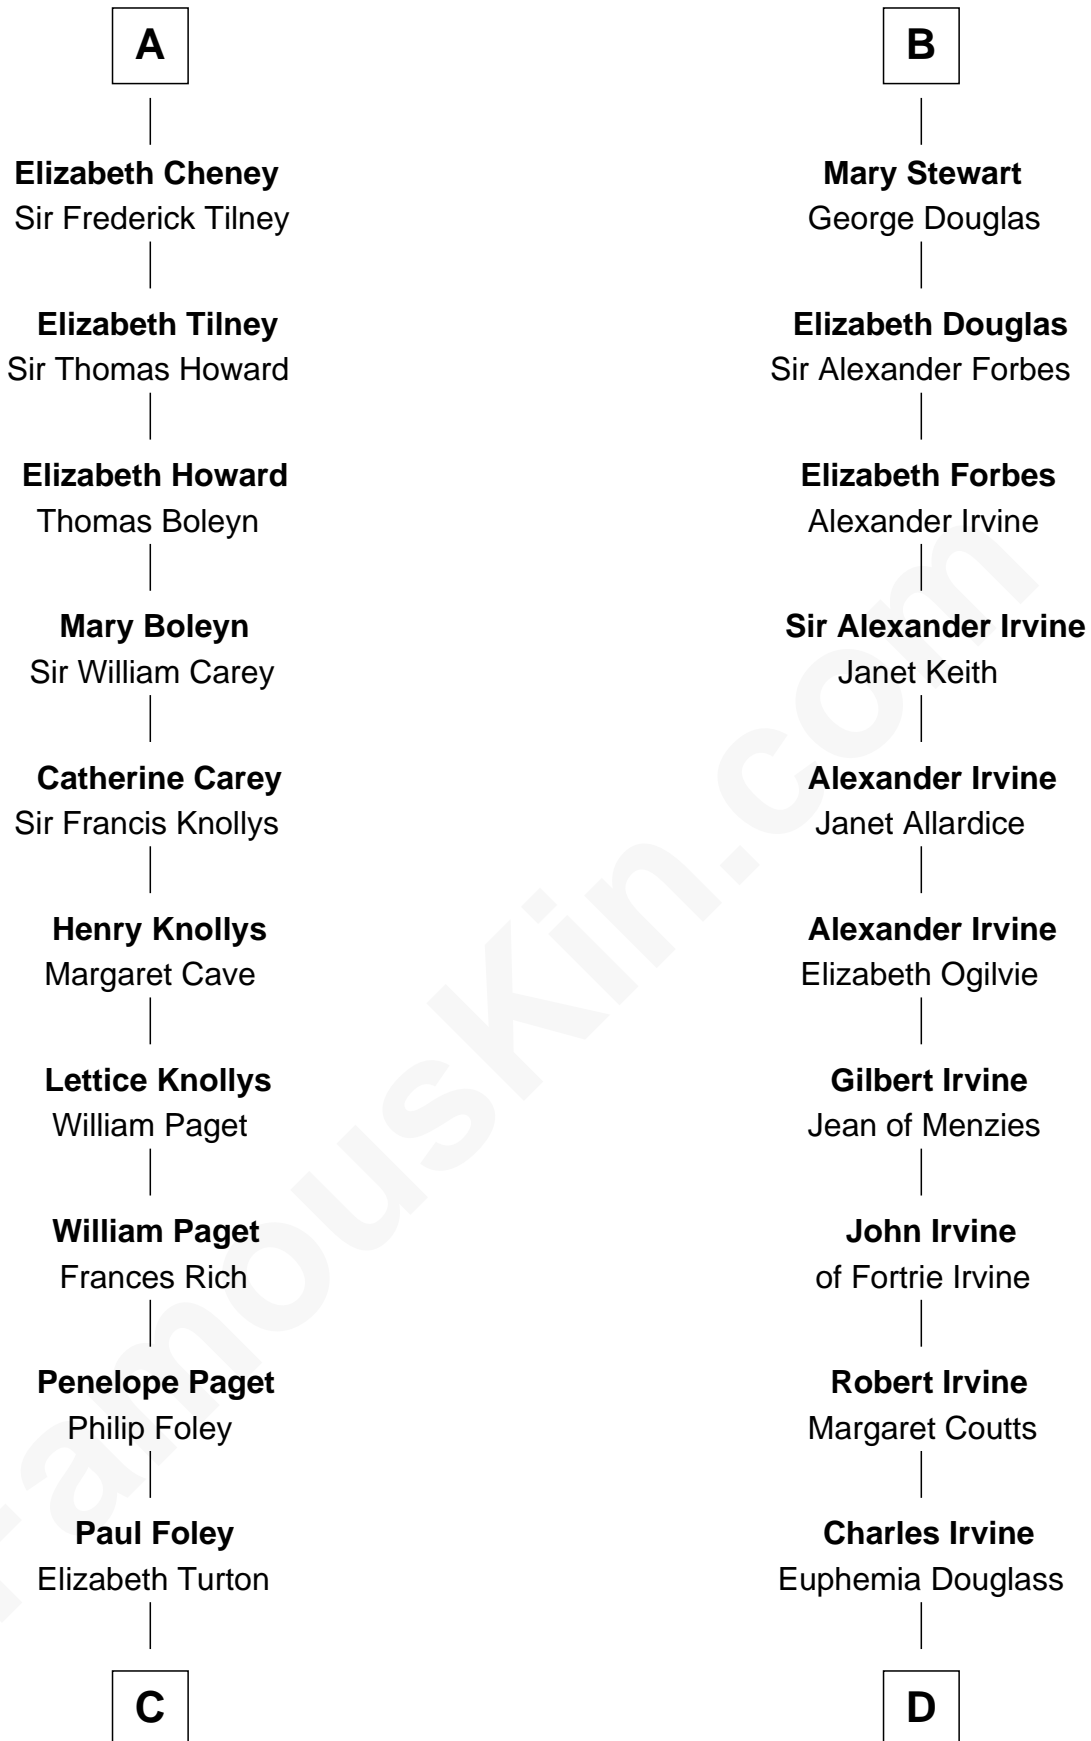 A
Elizabeth Cheney
Sir Frederick Tilney
Elizabeth Tilney
Sir Thomas Howard
Elizabeth Howard
Thomas Boleyn
Mary Boleyn
Sir William Carey
Catherine Carey
Sir Francis Knollys
Henry Knollys
Margaret Cave
Lettice Knollys
William Paget
William Paget
Frances Rich
Penelope Paget
Philip Foley
Paul Foley
Elizabeth Turton
C
B
Mary Stewart
George Douglas
Elizabeth Douglas
Sir Alexander Forbes
Elizabeth Forbes
Alexander Irvine
Sir Alexander Irvine
Janet Keith
Alexander Irvine
Janet Allardice
Alexander Irvine
Elizabeth Ogilvie
Gilbert Irvine
Jean of Menzies
John Irvine
of Fortrie Irvine
Robert Irvine
Margaret Coutts
Charles Irvine
Euphemia Douglass
D
FamousKin.com